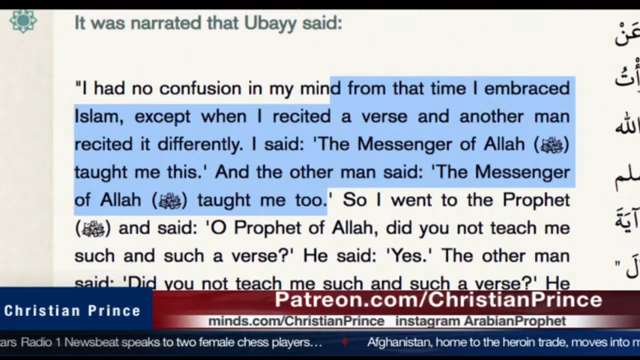 It was narrated that Ubayy said:
"I had no confusion in my mind from that time I embraced
Islam, except when I recited a verse and another man
recited it differently. I said: 'The Messenger of Allah (ﷺ)
taught me this.' And the other man said: 'The Messenger
of Allah (ﷺ) taught me too.' So I went to the Prophet
(ﷺ) and said: 'O Prophet of Allah, did you not teach me
such and such a verse?' He said: 'Yes.' The other man
said: 'Did you not teach me such and such a verse?' He
عَنْ
الله
آيَةَ
Christian Prince
Patreon.com/ChristianPrince
minds.com/ChristianPrince instagram ArabianProphet
tars Radio 1 Newsbeat speaks to two female chess players...
Afghanistan, home to the heroin trade, moves into